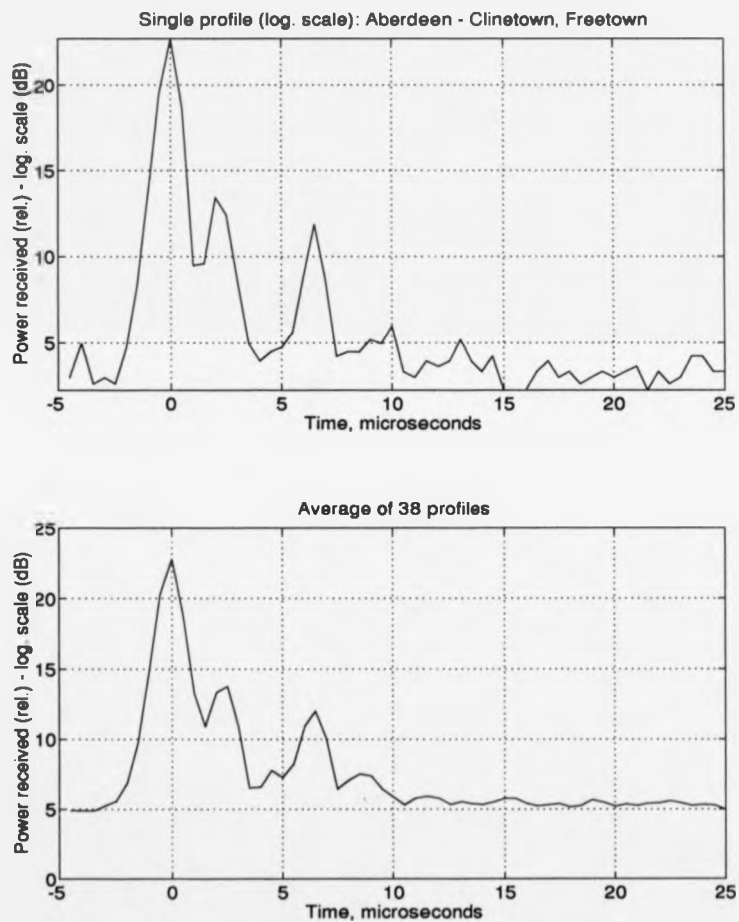 Single profile (log. scale): Aberdeen - Clinetown, Freetown
Power received (rel.) - log. scale (dB)
20
15
10
5
-5 0 5 10 15 20 25
Time, microseconds
Average of 38 profiles
Power received (rel.) - log. scale (dB)
25
20
15
10
5
0
-5 0 5 10 15 20 25
Time, microseconds